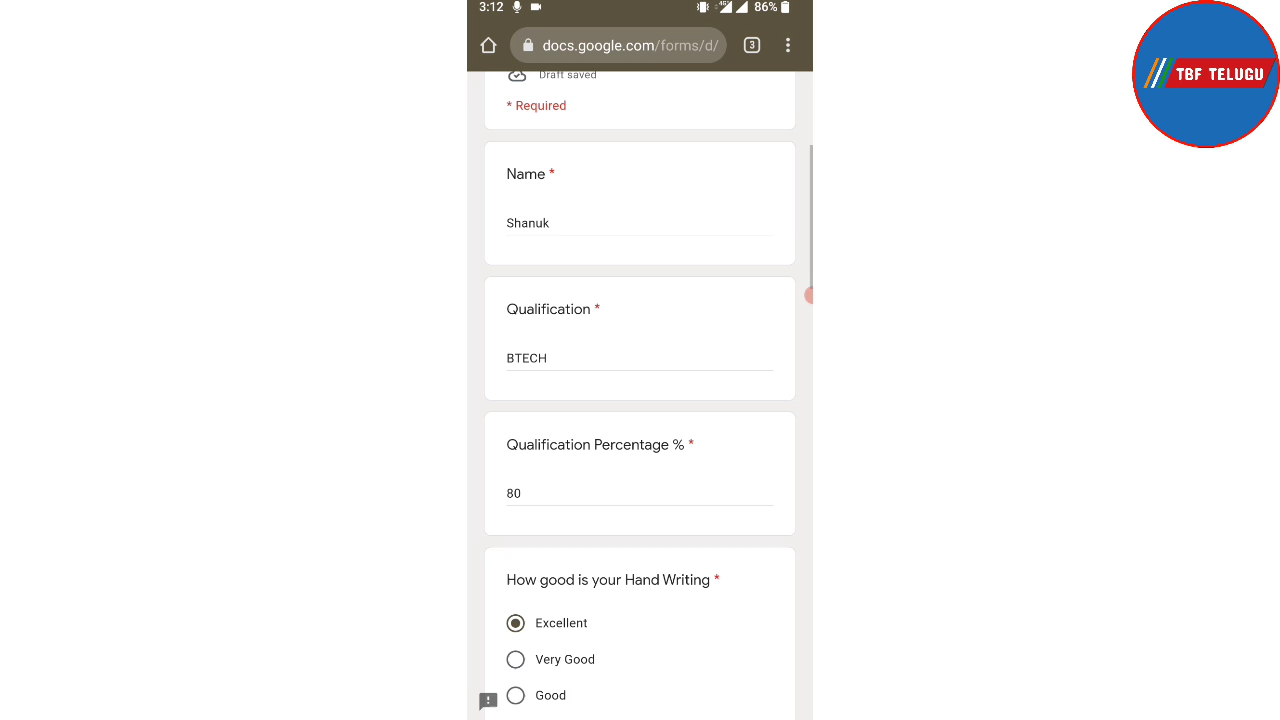 3:12
4G
86%
docs.google.com/forms/d/
3
TBF TELUGU
Draft saved
* Required
Name *
Shanuk
Qualification *
BTECH
Qualification Percentage % *
80
How good is your Hand Writing *
Excellent
Very Good
Good